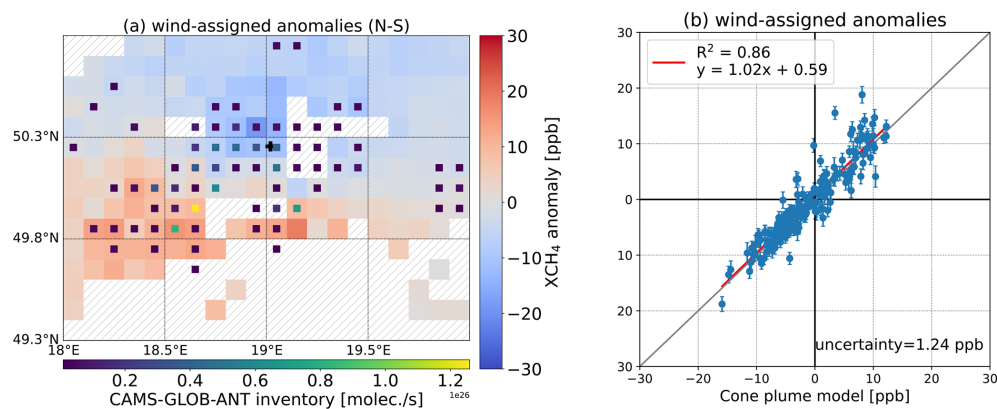 (a) wind-assigned anomalies (N-S)
50.3°N
49.8°N
49.3°N
18°E
18.5°E
19°E
19.5°E
0.2
0.4
0.6
0.8
1.0
1.2
1e26
CAMS-GLOB-ANT inventory [molec./s]
30
20
10
0
−10
−20
−30
XCH4 anomaly [ppb]
(b) wind-assigned anomalies
R² = 0.86
y = 1.02x + 0.59
30
20
10
0
10
20
30
uncertainty=1.24 ppb
−30
−20
−10
0
10
20
30
Cone plume model [ppb]